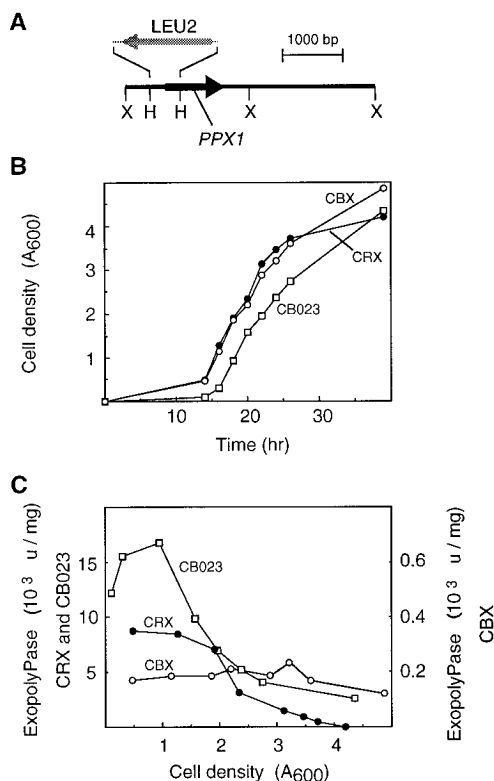 A
LEU2
1000 bp
X H H X X
PPX1
B
Cell density (A600)
4
3
2
1
CBX
CRX
CB023
10 20 30
Time (hr)
C
ExopolyPase (10³ u / mg)
CRX and CB023
15
10
5
CB023
CRX
CBX
0.6
0.4
0.2
ExopolyPase (10³ u / mg)
CBX
1 2 3 4
Cell density (A600)